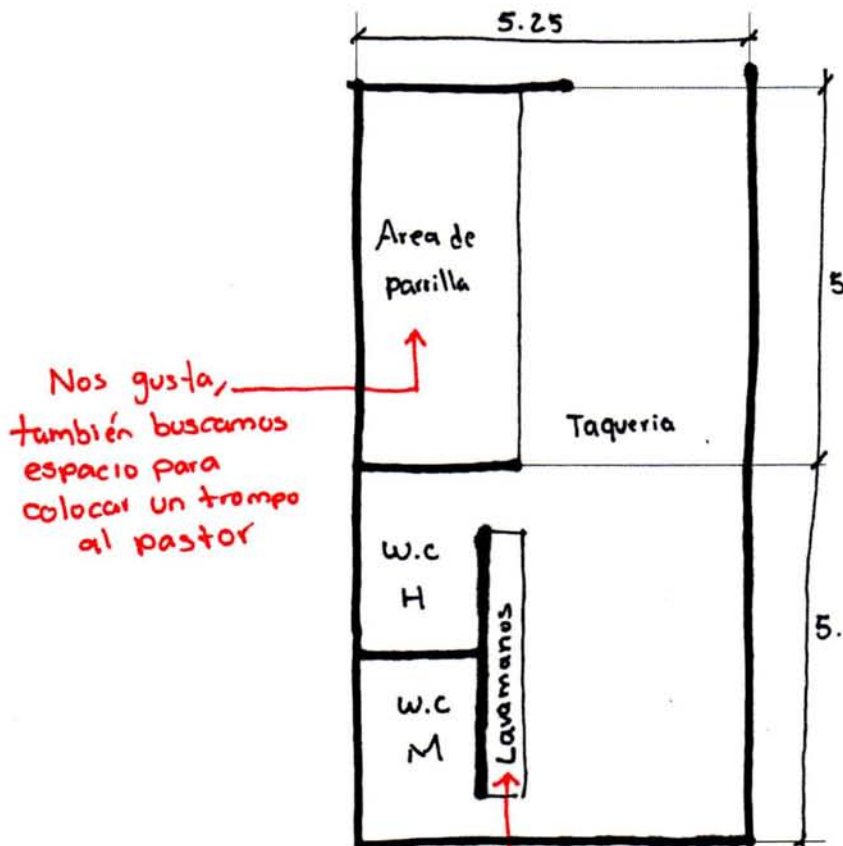 5.25
Area de
parrilla
5
Nos gusta,
también buscamos
espacio para
colocar un trompo
al pastor
Taqueria
W.C
H
5.
Lavamanos
W.C
M